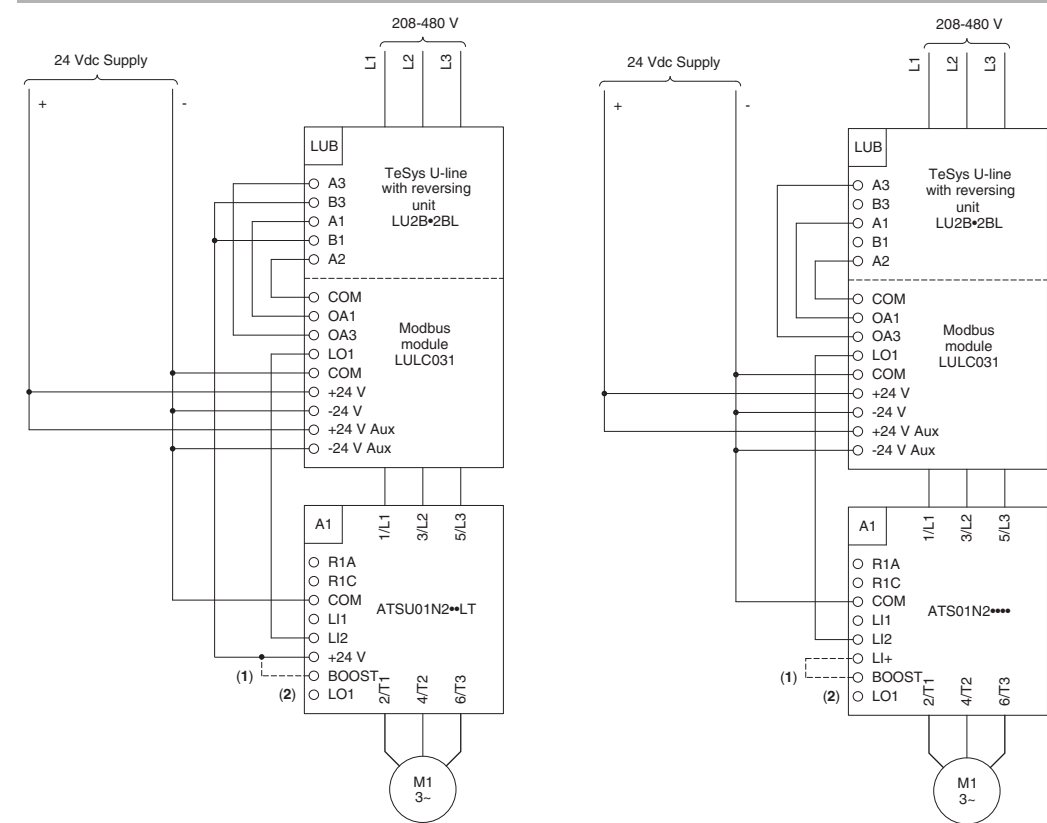 208-480 V
L1
L2
L3
24 Vdc Supply
+
-
LUB
TeSys U-line
with reversing
unit
LU2B•2BL
A3
B3
A1
B1
A2
COM
OA1
OA3
LO1
COM
+24 V
-24 V
+24 V Aux
-24 V Aux
Modbus
module
LULC031
A1
1/L1
3/L2
5/L3
R1A
R1C
COM
LI1
LI2
+24 V
BOOST
LO1
ATSU01N2••LT
(1)
(2)
2/T1
4/T2
6/T3
M1
3~
208-480 V
L1
L2
L3
24 Vdc Supply
+
-
LUB
TeSys U-line
with reversing
unit
LU2B•2BL
A3
B3
A1
B1
A2
COM
OA1
OA3
LO1
COM
+24 V
-24 V
+24 V Aux
-24 V Aux
Modbus
module
LULC031
A1
1/L1
3/L2
5/L3
R1A
R1C
COM
LI1
LI2
LI+
BOOST
LO1
ATS01N2••••
(1)
(2)
2/T1
4/T2
6/T3
M1
3~